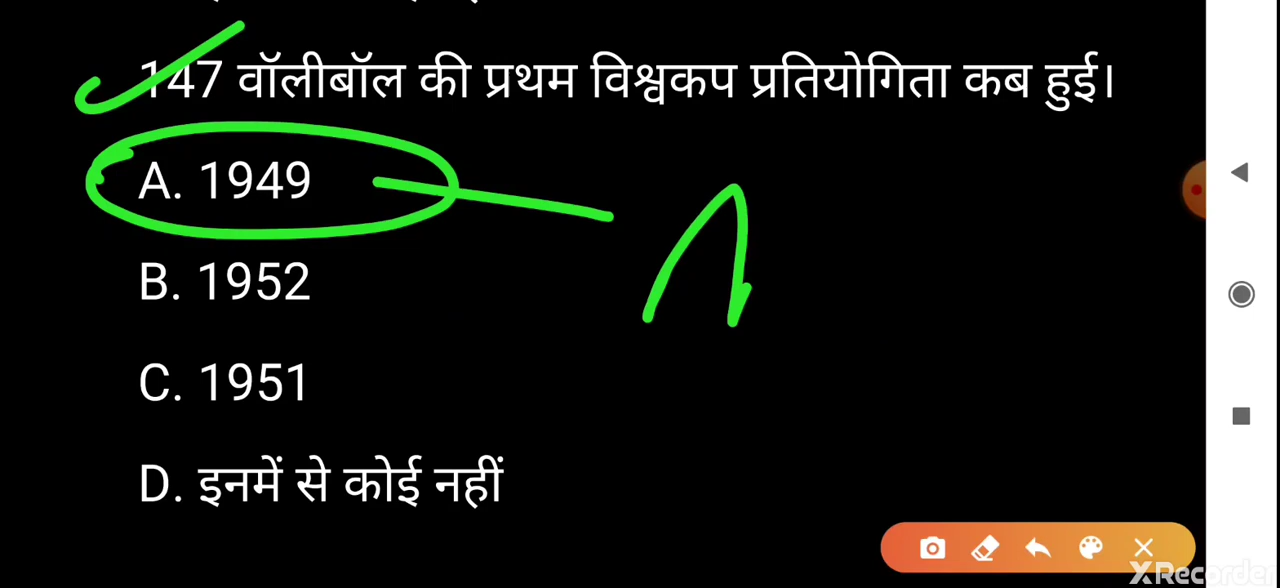 147 वॉलीबॉल की प्रथम विश्वकप प्रतियोगिता कब हुई।
A. 1949
B. 1952
C. 1951
D. इनमें से कोई नहीं
XRecorder